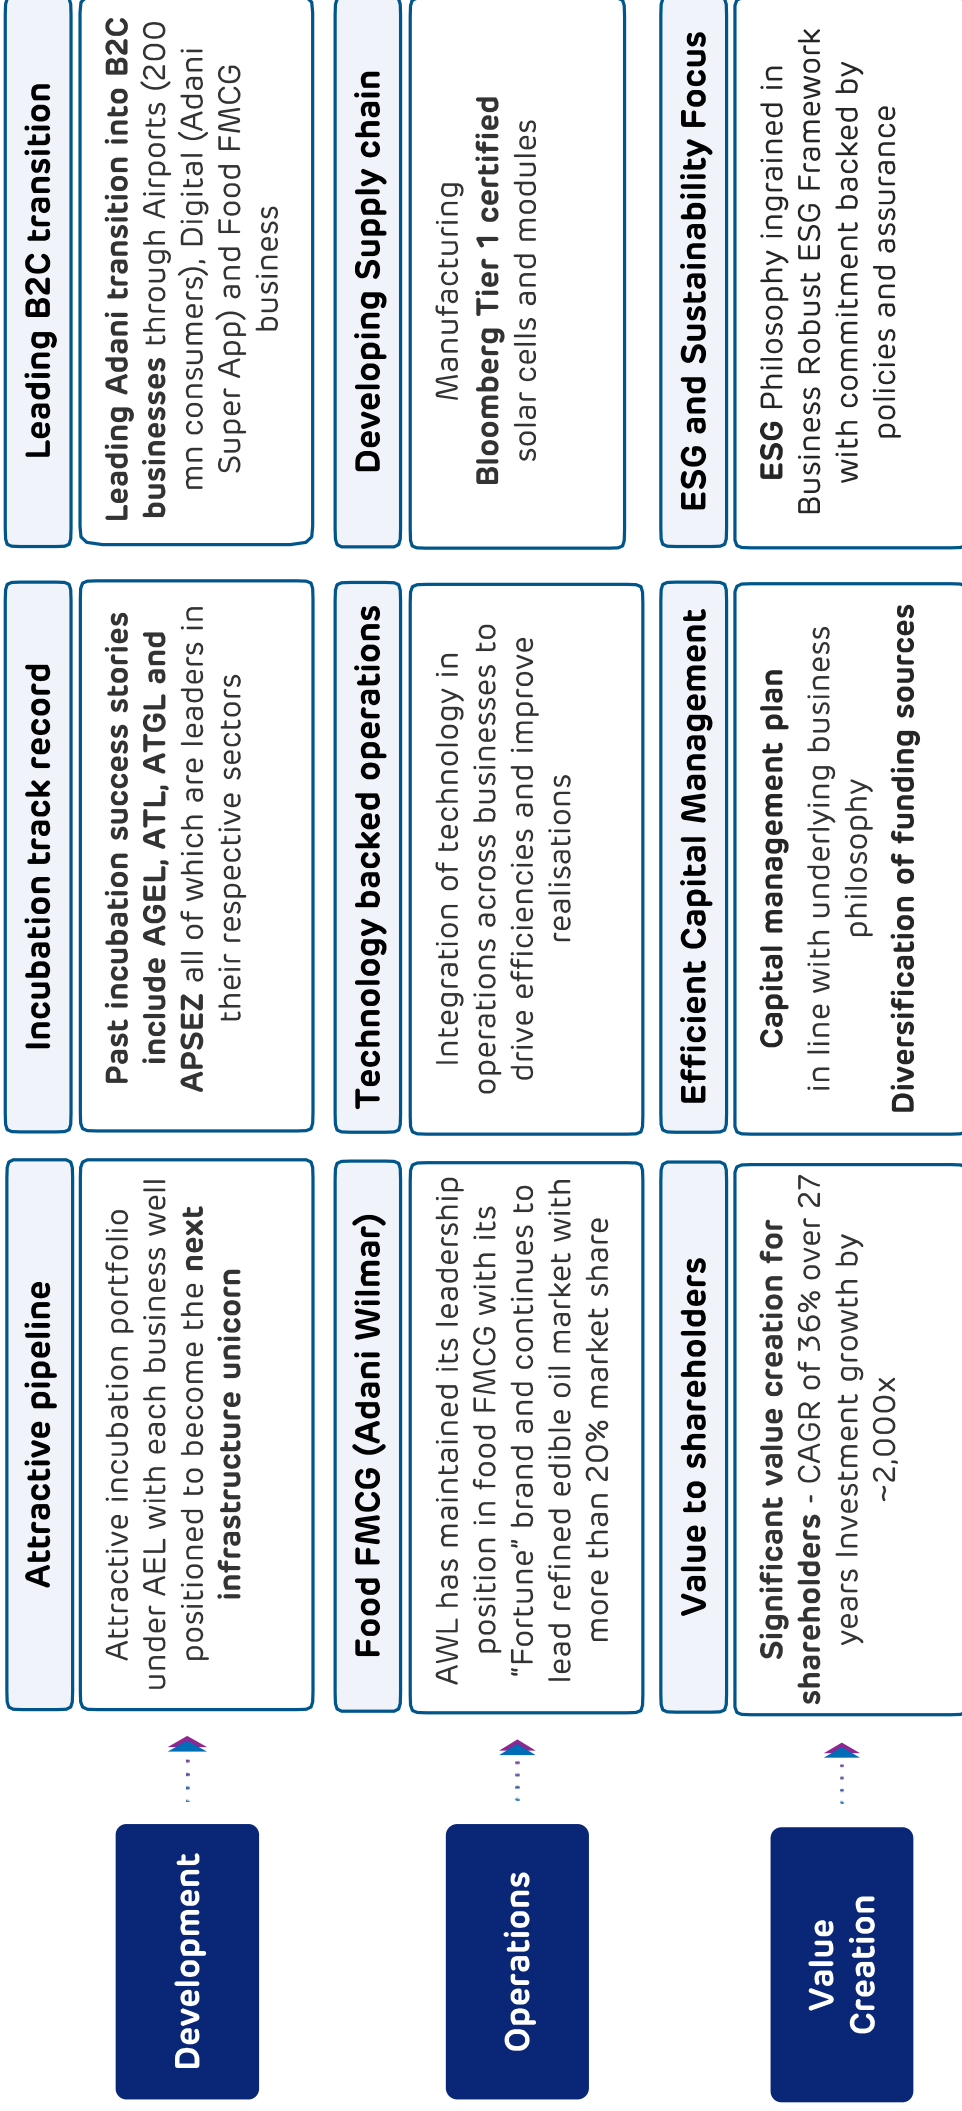 Development
Attractive pipeline
Attractive incubation portfolio
under AEL with each business well
positioned to become the next
infrastructure unicorn
Incubation track record
Past incubation success stories
include AGEL, ATL, ATGL and
APSEZ all of which are leaders in
their respective sectors
Leading B2C transition
Leading Adani transition into B2C
businesses through Airports (200
mn consumers), Digital (Adani
Super App) and Food FMCG
business
Operations
Food FMCG (Adani Wilmar)
AWL has maintained its leadership
position in food FMCG with its
“Fortune” brand and continues to
lead refined edible oil market with
more than 20% market share
Technology backed operations
Integration of technology in
operations across businesses to
drive efficiencies and improve
realisations
Developing Supply chain
Manufacturing
Bloomberg Tier 1 certified
solar cells and modules
Value
Creation
Value to shareholders
Significant value creation for
shareholders - CAGR of 36% over 27
years Investment growth by
~2,000x
Efficient Capital Management
Capital management plan
in line with underlying business
philosophy
Diversification of funding sources
ESG and Sustainability Focus
ESG Philosophy ingrained in
Business Robust ESG Framework
with commitment backed by
policies and assurance